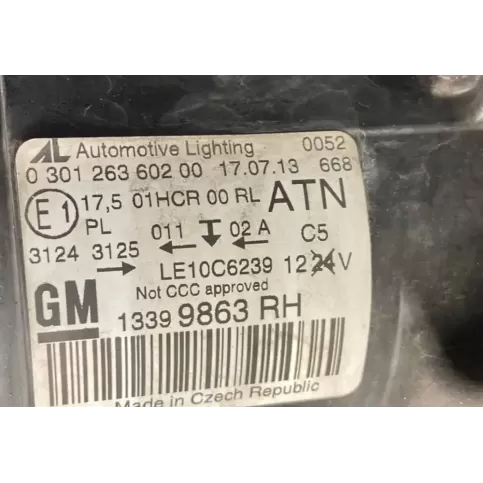 AL Automotive Lighting 0052
0 301 263 602 00 17.07.13 668
E1 17,5 01HCR 00 RL ATN
PL 011 02 A C5
3124 3125
LE10C6239 12 24 V
Not CCC approved
GM
1339 9863 RH
Made in Czech Republic